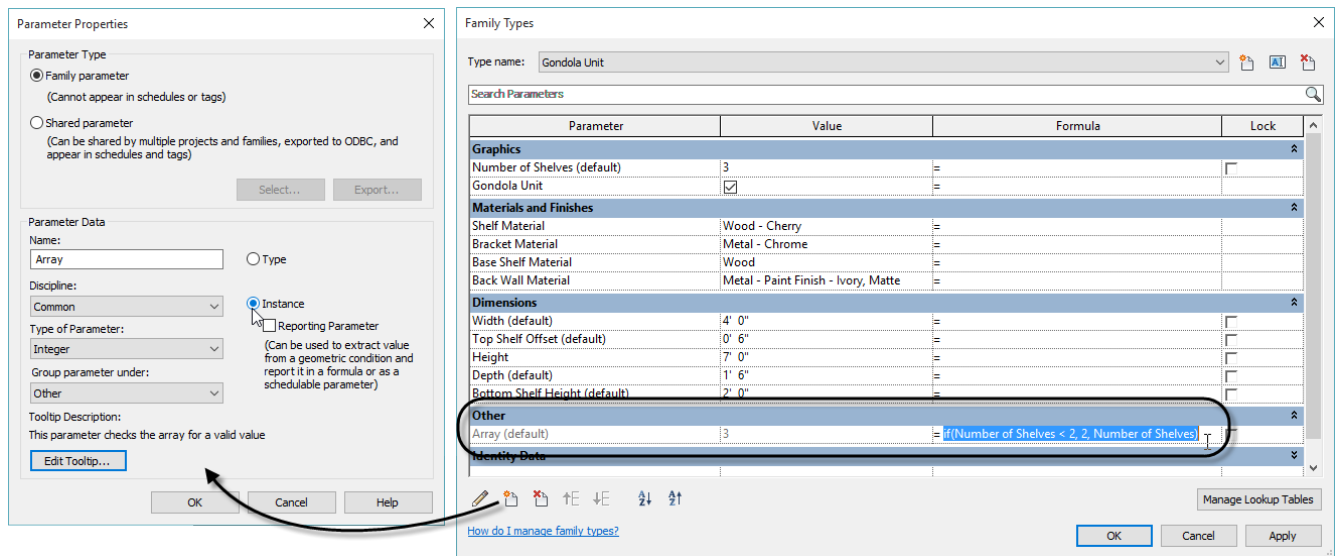 Parameter Properties
Parameter Type
Family parameter
(Cannot appear in schedules or tags)
Shared parameter
(Can be shared by multiple projects and families, exported to ODBC, and
appear in schedules and tags)
Select... Export...
Parameter Data
Name:
Array Type
Discipline:
Common Instance
Reporting Parameter
Type of Parameter:
(Can be used to extract value
from a geometric condition and
report it in a formula or as a
schedulable parameter)
Integer
Group parameter under:
Other
Tooltip Description:
This parameter checks the array for a valid value
Edit Tooltip...
OK Cancel Help
Family Types
Type name: Gondola Unit
Search Parameters
Parameter Value Formula Lock
Graphics
Number of Shelves (default) 3 =
Gondola Unit =
Materials and Finishes
Shelf Material Wood - Cherry =
Bracket Material Metal - Chrome =
Base Shelf Material Wood =
Back Wall Material Metal - Paint Finish - Ivory, Matte =
Dimensions
Width (default) 4' 0" =
Top Shelf Offset (default) 0' 6" =
Height 7' 0" =
Depth (default) 1' 6" =
Bottom Shelf Height (default) 2' 0" =
Other
Array (default) 3 = if(Number of Shelves < 2, 2, Number of Shelves)
Identity Data
Manage Lookup Tables
How do I manage family types?
OK Cancel Apply